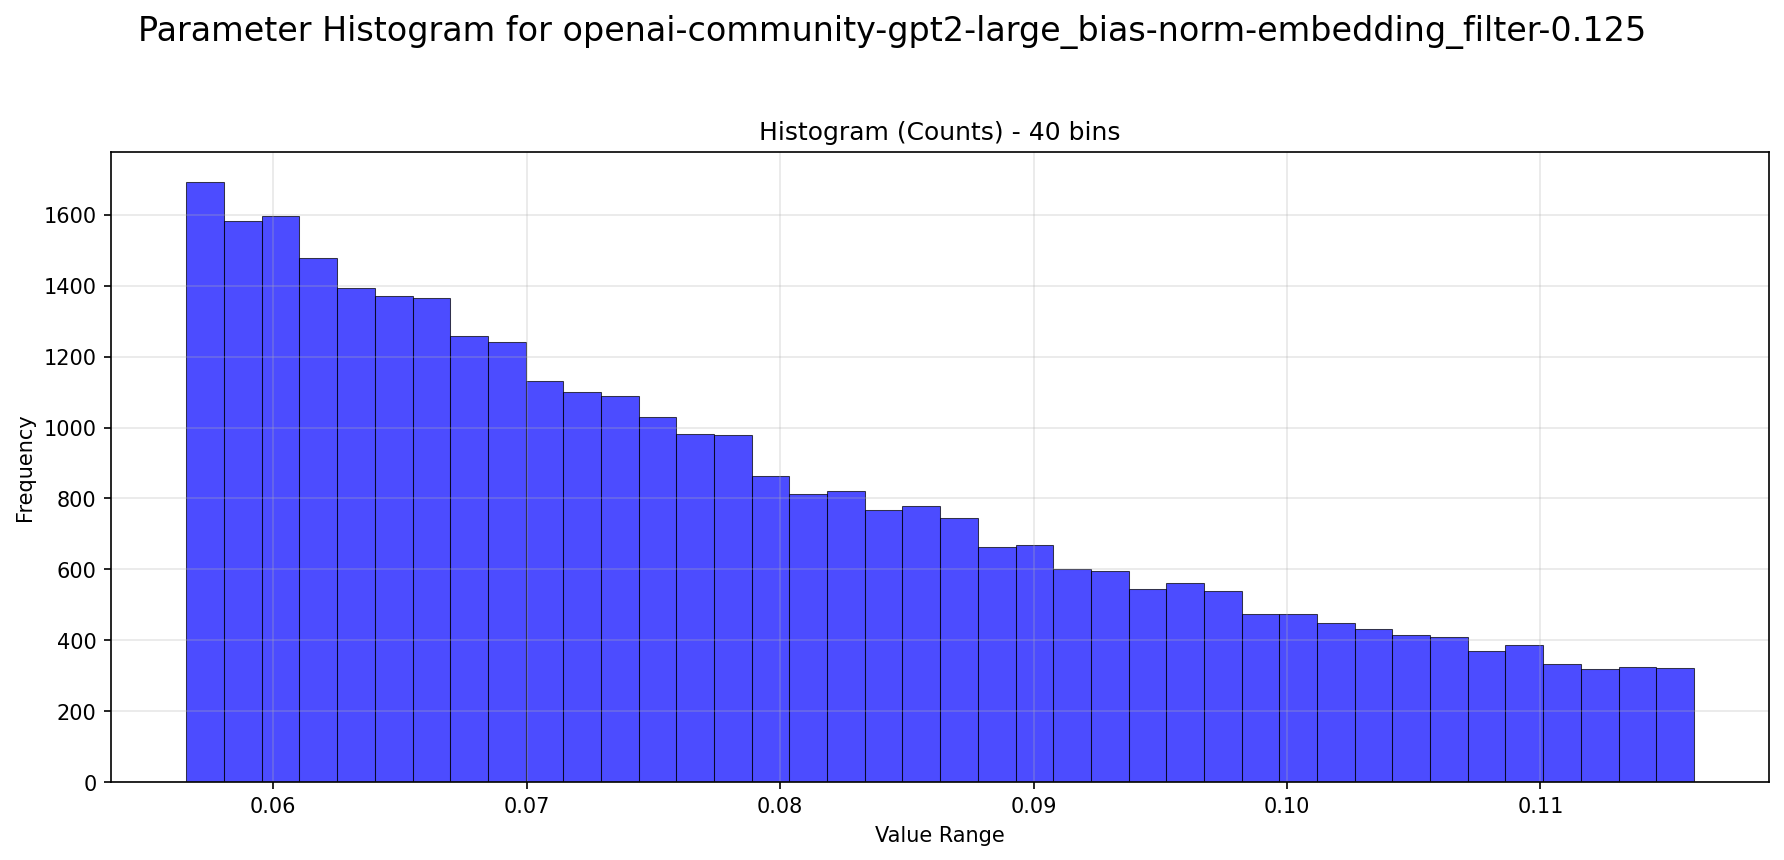 Parameter Histogram for openai-community-gpt2-large_bias-norm-embedding_filter-0.125
Histogram (Counts) - 40 bins
Frequency
1600
1400
1200
1000
800
600
400
200
0
0.06 0.07 0.08 0.09 0.10 0.11
Value Range